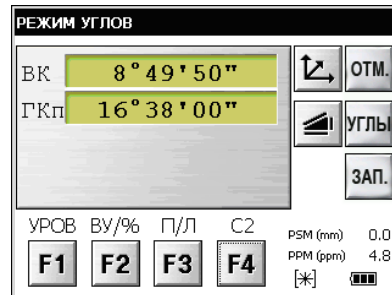 РЕЖИМ УГЛОВ
ВК 8°49'50"
ГКп 16°38'00"
ОТМ.
УГЛЫ
ЗАП.
УРОВ ВУ/% П/Л С2
F1 F2 F3 F4
PSM (mm) 0.0
PPM (ppm) 4.8
[✳]